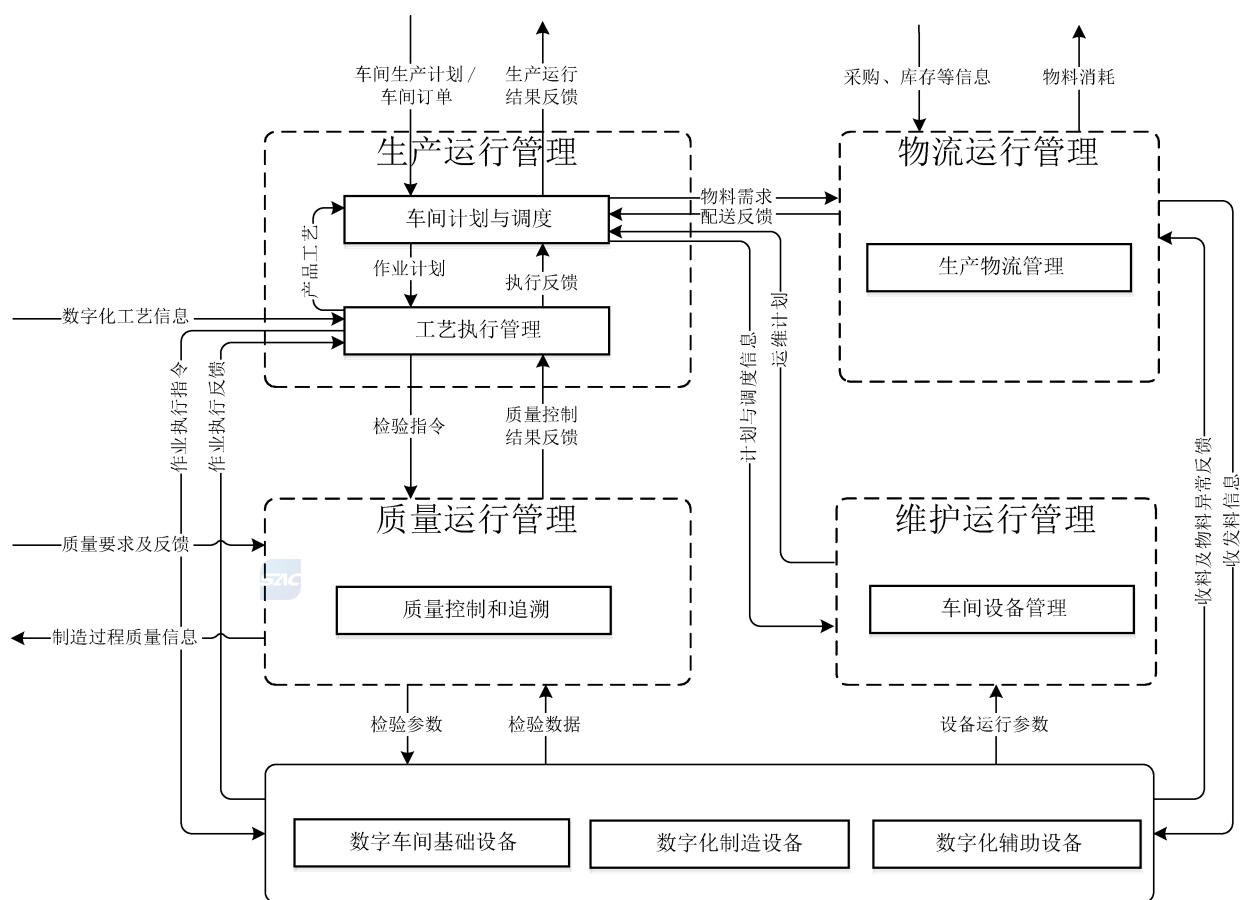 车间生产计划/
车间订单
生产运行
结果反馈
采购、库存等信息
物料消耗
生产运行管理
物流运行管理
车间计划与调度
物料需求
配送反馈
产品工艺
作业计划
执行反馈
生产物流管理
数字化工艺信息
工艺执行管理
作业执行指令
作业执行反馈
检验指令
质量控制
结果反馈
计划与调度信息
运维计划
收料及物料异常反馈
收发料信息
质量运行管理
维护运行管理
质量要求及反馈
GAC
质量控制和追溯
车间设备管理
制造过程质量信息
检验参数
检验数据
设备运行参数
数字车间基础设备
数字化制造设备
数字化辅助设备